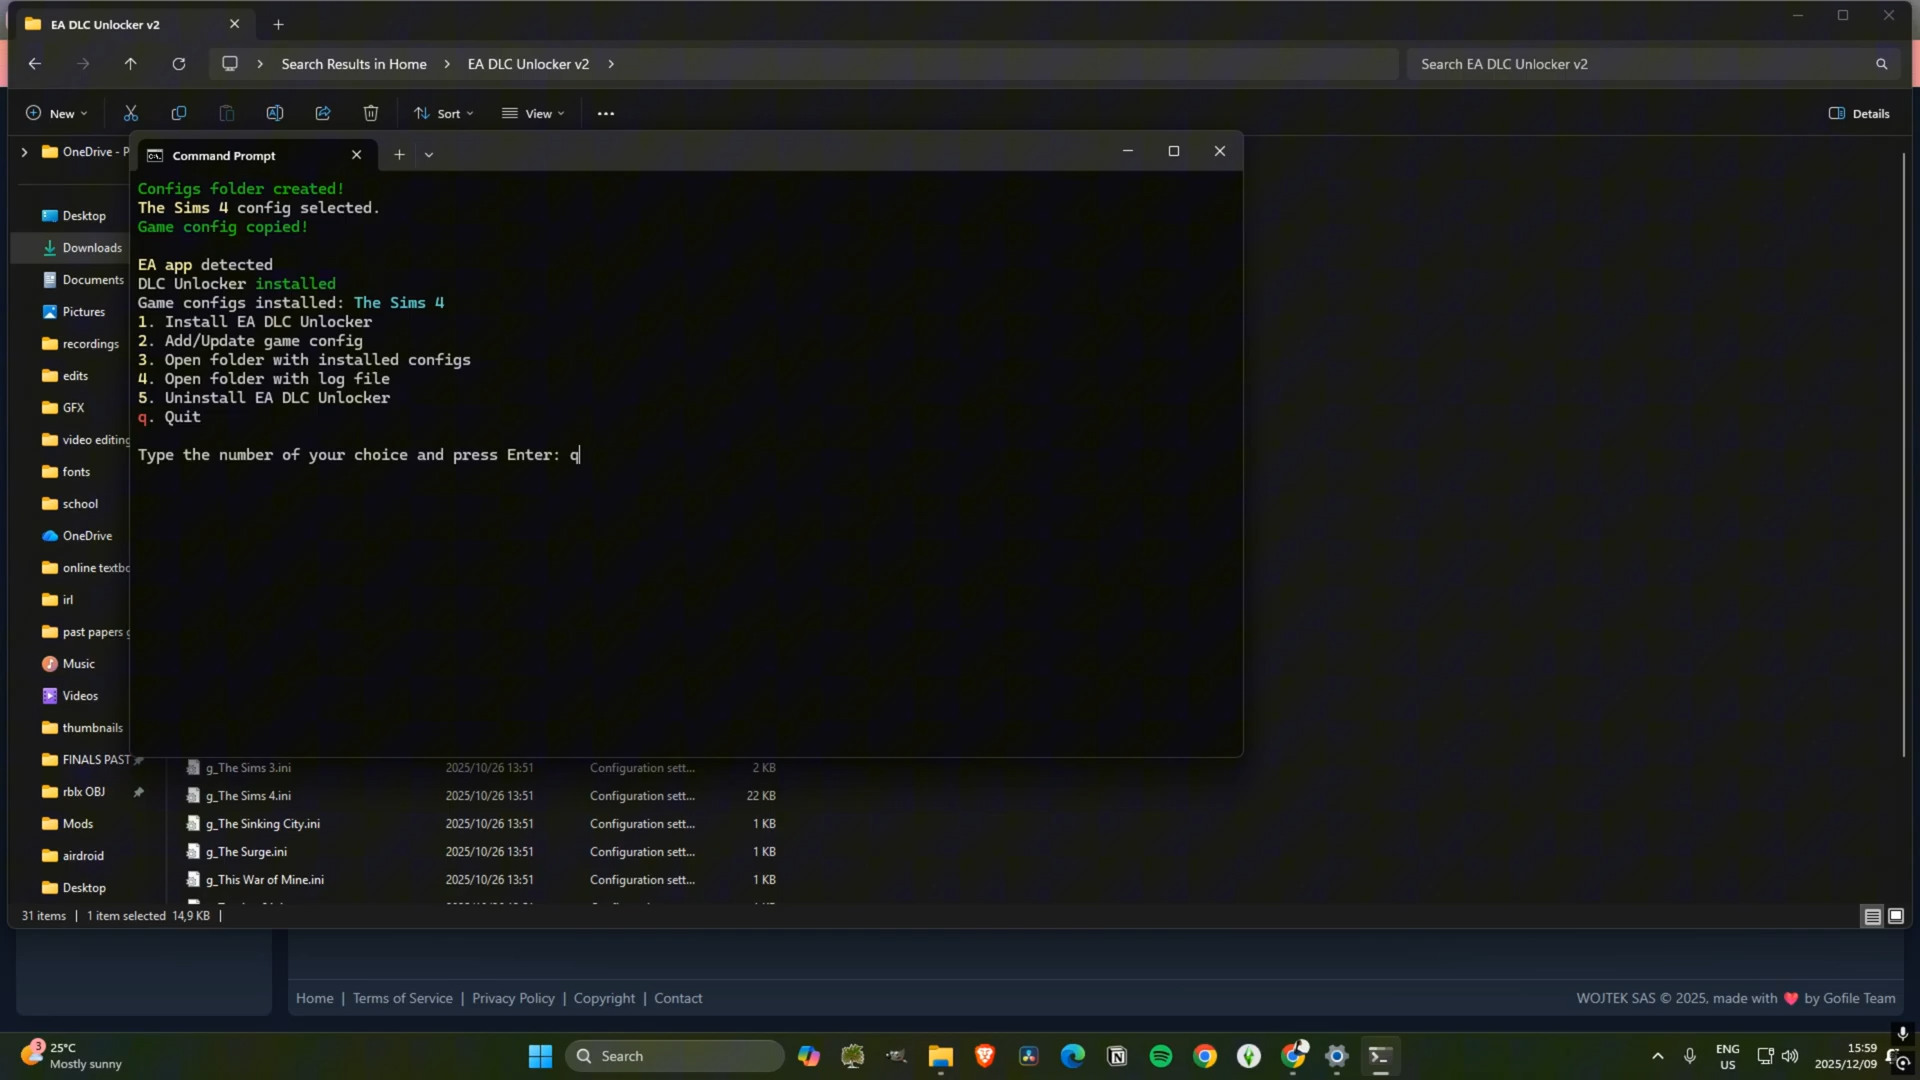 EA DLC Unlocker v2
Search Results in Home
EA DLC Unlocker v2
Search EA DLC Unlocker v2
New
Sort
View
Details
OneDrive - P
Command Prompt
Desktop
Downloads
Documents
Pictures
recordings
edits
GFX
video editing
fonts
school
OneDrive
online textbo
irl
past papers g
Music
Videos
thumbnails
FINALS PAST
rblx OBJ
Mods
airdroid
Desktop
Configs folder created!
The Sims 4 config selected.
Game config copied!
EA app detected
DLC Unlocker installed
Game configs installed: The Sims 4
1. Install EA DLC Unlocker
2. Add/Update game config
3. Open folder with installed configs
4. Open folder with log file
5. Uninstall EA DLC Unlocker
q. Quit
Type the number of your choice and press Enter: q
g_The Sims 3.ini 2025/10/26 13:51 Configuration sett... 2 KB
g_The Sims 4.ini 2025/10/26 13:51 Configuration sett... 22 KB
g_The Sinking City.ini 2025/10/26 13:51 Configuration sett... 1 KB
g_The Surge.ini 2025/10/26 13:51 Configuration sett... 1 KB
g_This War of Mine.ini 2025/10/26 13:51 Configuration sett... 1 KB
31 items | 1 item selected 14,9 KB |
Home | Terms of Service | Privacy Policy | Copyright | Contact
WOJTEK SAS © 2025, made with ❤️ by Gofile Team
3
25°C
Mostly sunny
Search
ENG
US
15:59
2025/12/09